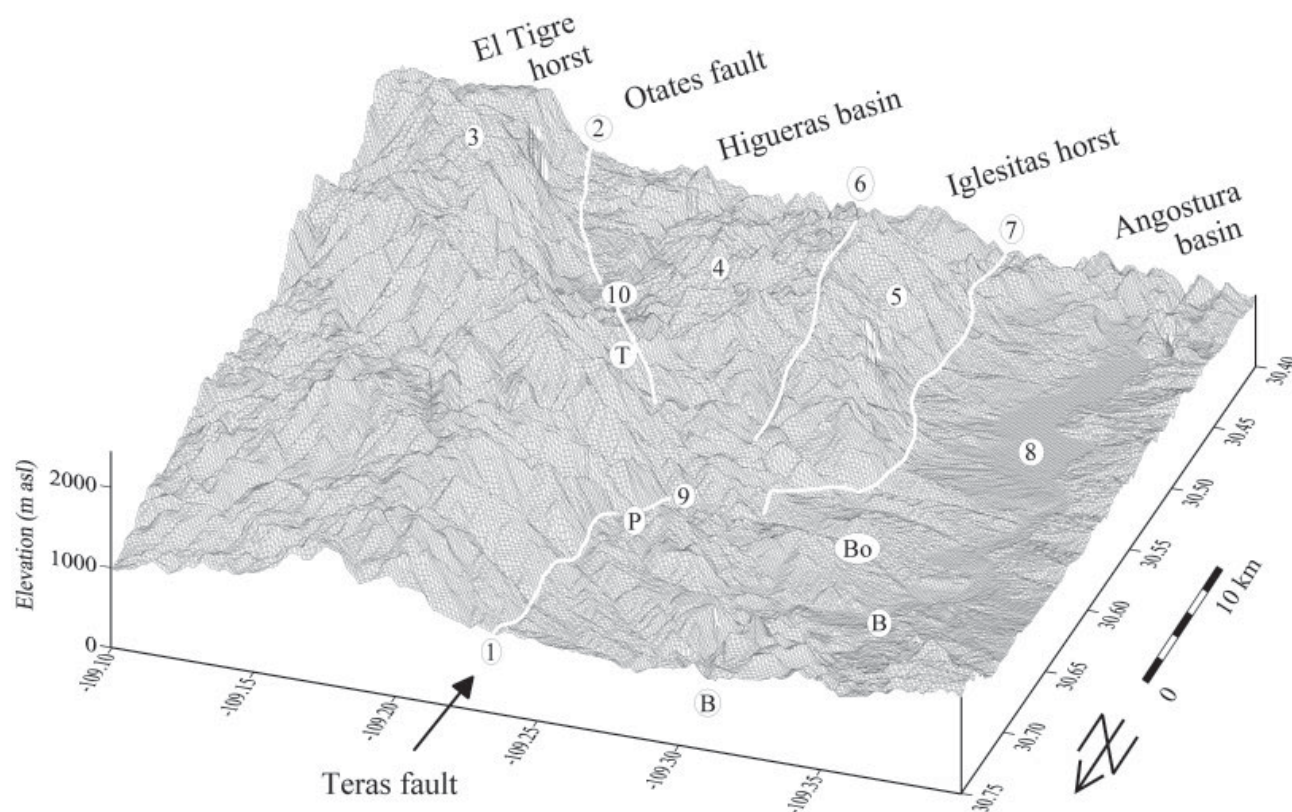 El Tigre
horst
Otates fault
Higueras basin
Iglesitas horst
Angostura
basin
2
3
6
7
4
5
10
T
8
9
P
Bo
B
1
B
Elevation (m asl)
2000
1000
0
-109.10
-109.15
-109.20
-109.25
-109.30
-109.35
30.40
30.45
30.50
30.55
30.60
30.65
30.70
30.75
0
10 km
N
Teras fault